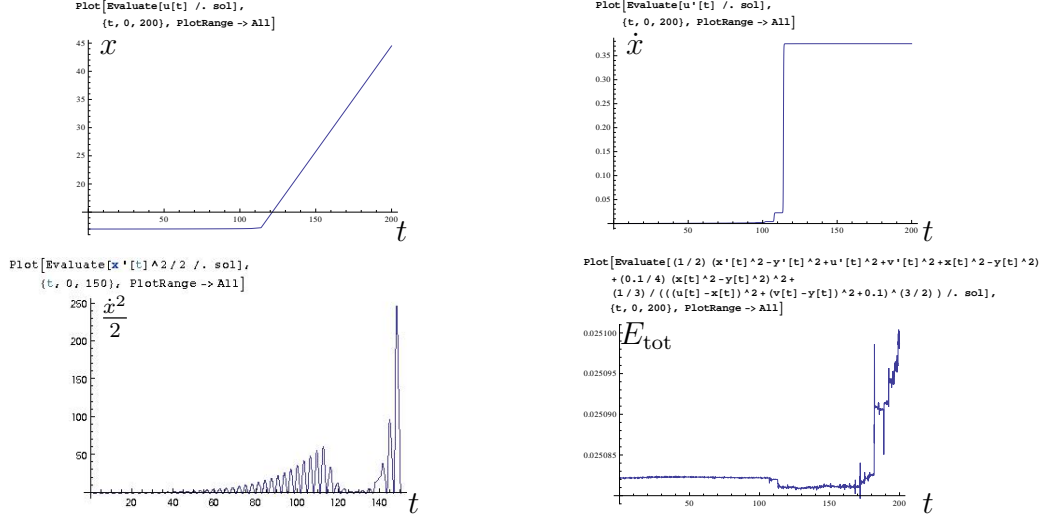 Plot[Evaluate[u[t] /. sol],
{t, 0, 200}, PlotRange -> All]
x
45
40
35
30
25
20
50 100 150 200
t
Plot[Evaluate[u'[t] /. sol],
{t, 0, 200}, PlotRange -> All]
ẋ
0.35
0.30
0.25
0.20
0.15
0.10
0.05
50 100 150 200
t
Plot[Evaluate[x'[t]^2/2 /. sol],
{t, 0, 150}, PlotRange -> All]
ẋ²/2
250
200
150
100
50
20 40 60 80 100 120 140
t
Plot[Evaluate[(1/2) (x'[t]^2-y'[t]^2+u'[t]^2+v'[t]^2+x[t]^2-y[t]^2)
+(0.1/4) (x[t]^2-y[t]^2)^2+
(1/3)/(((u[t]-x[t])^2+(v[t]-y[t])^2+0.1)^(3/2)) /. sol],
{t, 0, 200}, PlotRange -> All]
E_tot
0.025100
0.025095
0.025090
0.025085
50 100 150 200
t